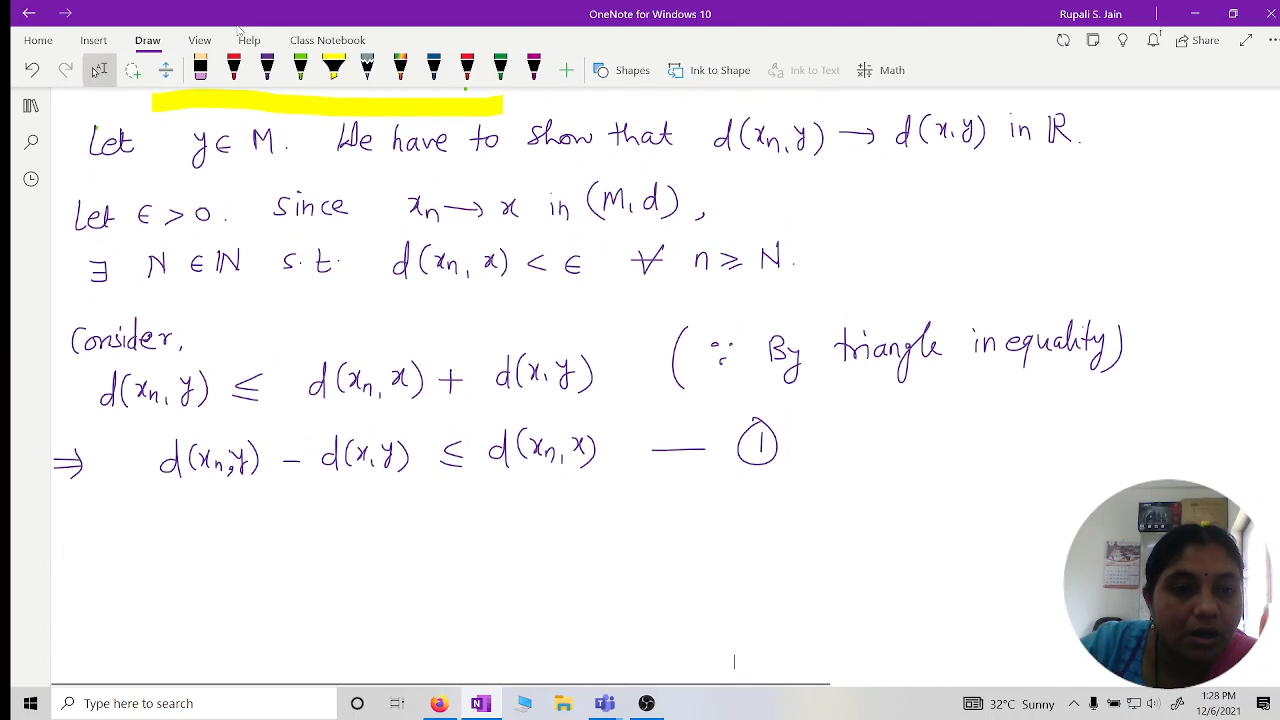 OneNote for Windows 10
Rupali S. Jain
Home Insert Draw View Help Class Notebook Share
Shapes Ink to Shape Ink to Text Math
Let y ∈ M. We have to show that d(xₙ, y) → d(x, y) in ℝ.
Let ϵ > 0. Since xₙ → x in (M, d),
∃ N ∈ ℕ s.t. d(xₙ, x) < ϵ ∀ n ≥ N.
Consider,
d(xₙ, y) ≤ d(xₙ, x) + d(x, y) (∵ By triangle inequality)
⇒ d(xₙ, y) − d(x, y) ≤ d(xₙ, x) — ①
Type here to search
32°C Sunny
ENG
1:28 PM
12/6/2021